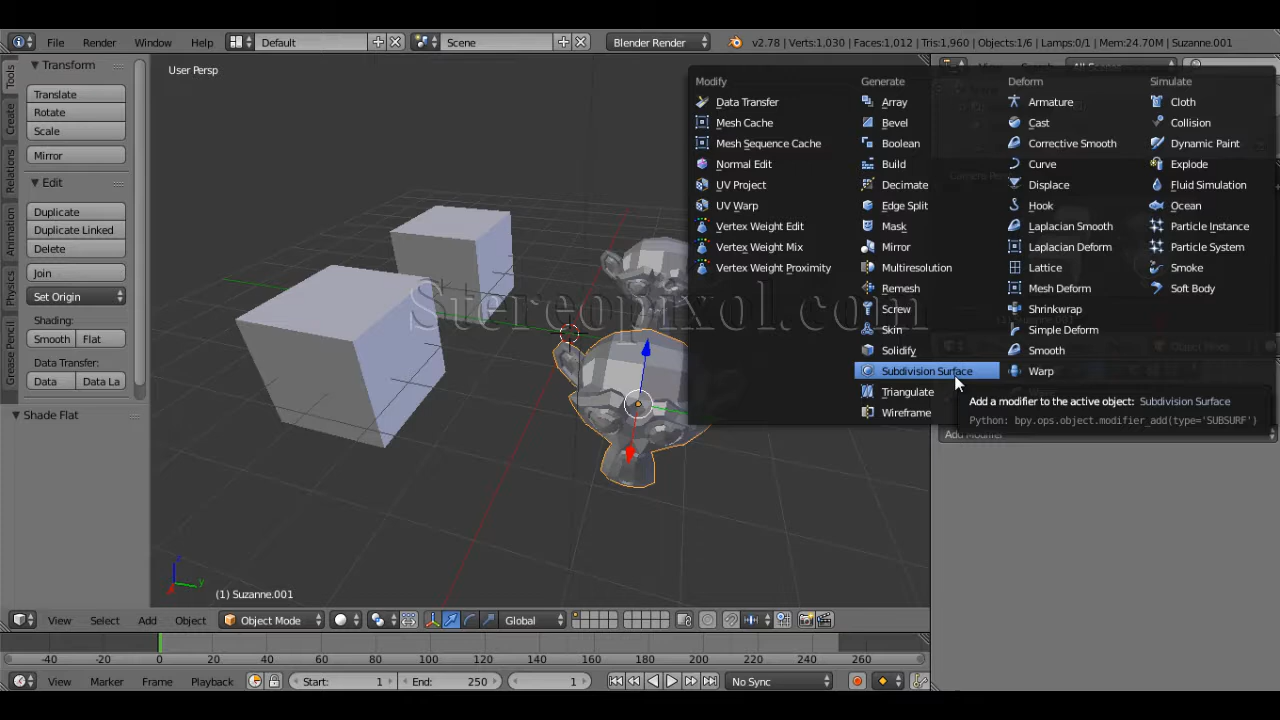 File Render Window Help Default Scene Blender Render v2.78 | Verts:1,030 | Faces:1,012 | Tris:1,960 | Objects:1/6 | Lamps:0/1 | Mem:24.70M | Suzanne.001
Tools
Create
Relations
Animation
Physics
Grease Pencil
Transform
Translate
Rotate
Scale
Mirror
Edit
Duplicate
Duplicate Linked
Delete
Join
Set Origin
Shading:
Smooth Flat
Data Transfer:
Data Data La
Shade Flat
User Persp
Stereopixol.com
(1) Suzanne.001
Modify
Data Transfer
Mesh Cache
Mesh Sequence Cache
Normal Edit
UV Project
UV Warp
Vertex Weight Edit
Vertex Weight Mix
Vertex Weight Proximity
Generate
Array
Bevel
Boolean
Build
Decimate
Edge Split
Mask
Mirror
Multiresolution
Remesh
Screw
Skin
Solidify
Subdivision Surface
Triangulate
Wireframe
Deform
Armature
Cast
Corrective Smooth
Curve
Displace
Hook
Laplacian Smooth
Laplacian Deform
Lattice
Mesh Deform
Shrinkwrap
Simple Deform
Smooth
Warp
Simulate
Cloth
Collision
Dynamic Paint
Explode
Fluid Simulation
Ocean
Particle Instance
Particle System
Smoke
Soft Body
Add a modifier to the active object: Subdivision Surface
Python: bpy.ops.object.modifier_add(type='SUBSURF')
Add Modifier
View Select Add Object Object Mode Global
-40 -20 0 20 40 60 80 100 120 140 160 180 200 220 240 260
View Marker Frame Playback Start: 1 End: 250 1 No Sync